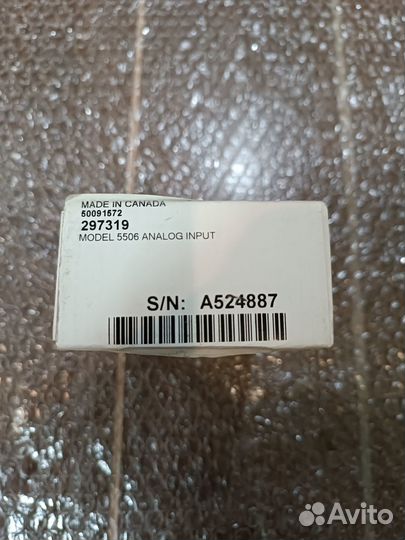 MADE IN CANADA
50091572
297319
MODEL 5506 ANALOG INPUT
S/N: A524887
Avito